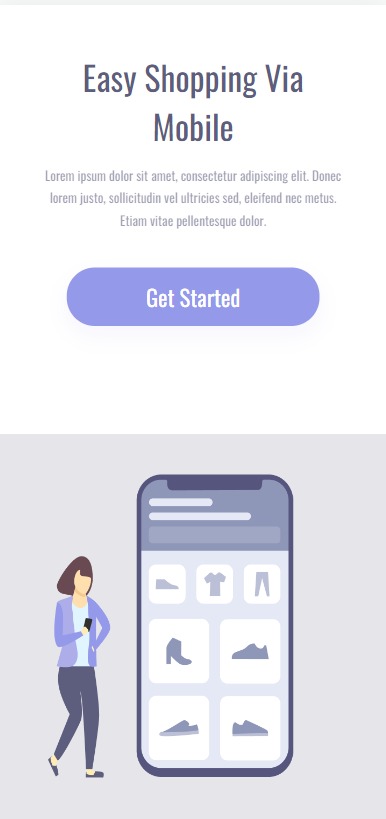 Easy Shopping Via
Mobile
Lorem ipsum dolor sit amet, consectetur adipiscing elit. Donec
lorem justo, sollicitudin vel ultricies sed, eleifend nec metus.
Etiam vitae pellentesque dolor.
Get Started